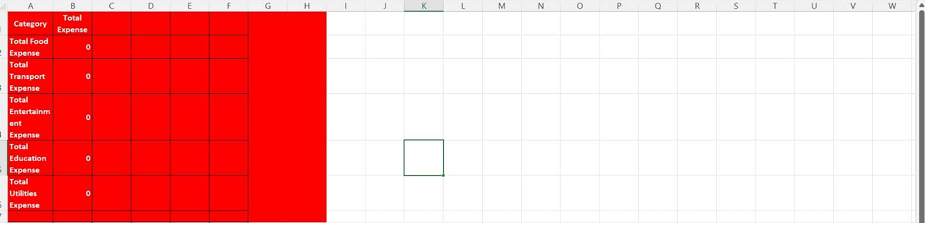 A B C D E F G H I J K L M N O P Q R S T U V W
Category Total
Expense
Total Food
Expense 0
Total
Transport
Expense 0
Total
Entertainm
ent
Expense 0
Total
Education
Expense 0
Total
Utilities
Expense 0